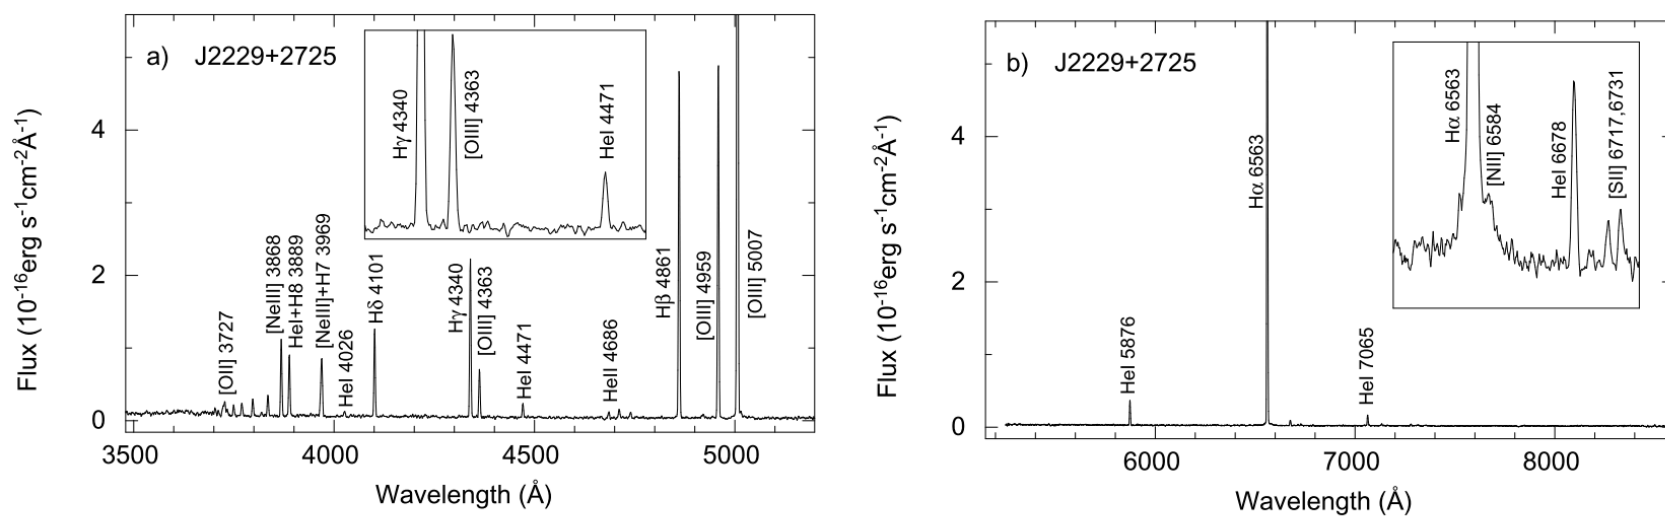 a) J2229+2725
Flux (10-16erg s-1cm-2Å-1)
4
2
0
3500 4000 4500 5000
Wavelength (Å)
[OII] 3727
[NeIII] 3868
HeI+H8 3889
[NeIII]+H7 3969
HeI 4026
Hδ 4101
Hγ 4340
[OIII] 4363
HeI 4471
HeII 4686
Hβ 4861
[OIII] 4959
[OIII] 5007
Hγ 4340
[OIII] 4363
HeI 4471
b) J2229+2725
Flux (10-16erg s-1cm-2Å-1)
4
2
0
6000 7000 8000
Wavelength (Å)
HeI 5876
Hα 6563
HeI 7065
Hα 6563
[NII] 6584
HeI 6678
[SII] 6717,6731